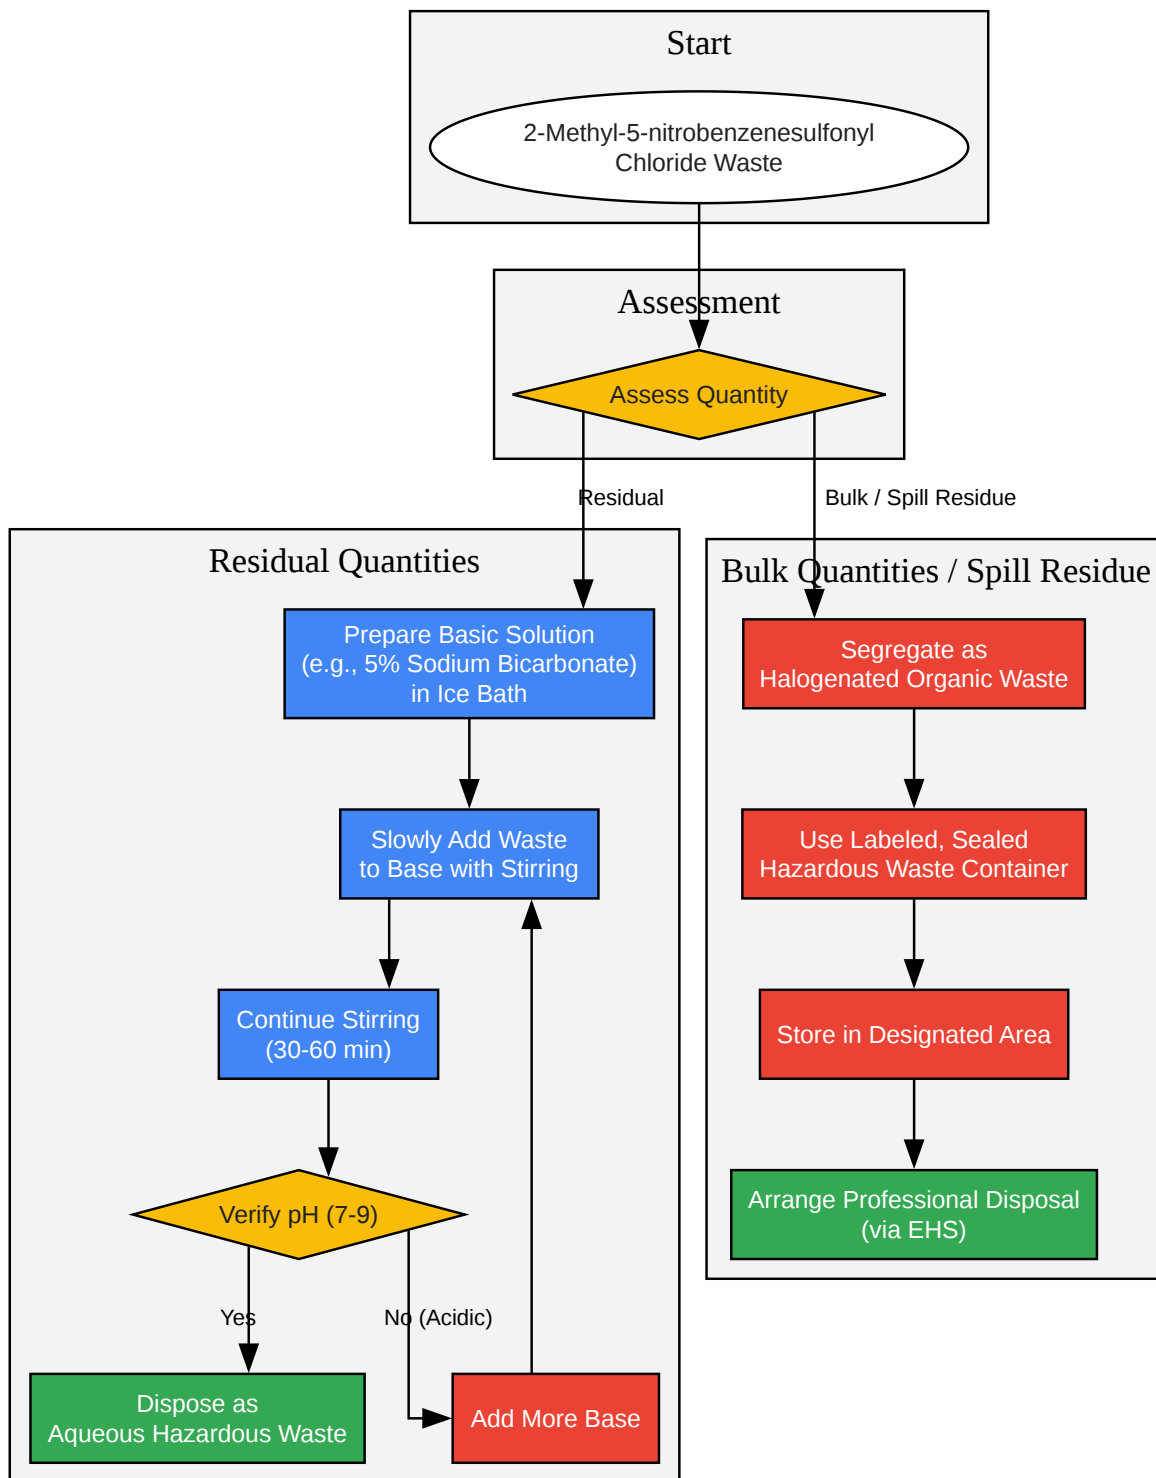 Start
2-Methyl-5-nitrobenzenesulfonyl
Chloride Waste
Assessment
Assess Quantity
Residual
Bulk / Spill Residue
Residual Quantities
Prepare Basic Solution
(e.g., 5% Sodium Bicarbonate)
in Ice Bath
Slowly Add Waste
to Base with Stirring
Continue Stirring
(30-60 min)
Verify pH (7-9)
Yes
No (Acidic)
Dispose as
Aqueous Hazardous Waste
Add More Base
Bulk Quantities / Spill Residue
Segregate as
Halogenated Organic Waste
Use Labeled, Sealed
Hazardous Waste Container
Store in Designated Area
Arrange Professional Disposal
(via EHS)